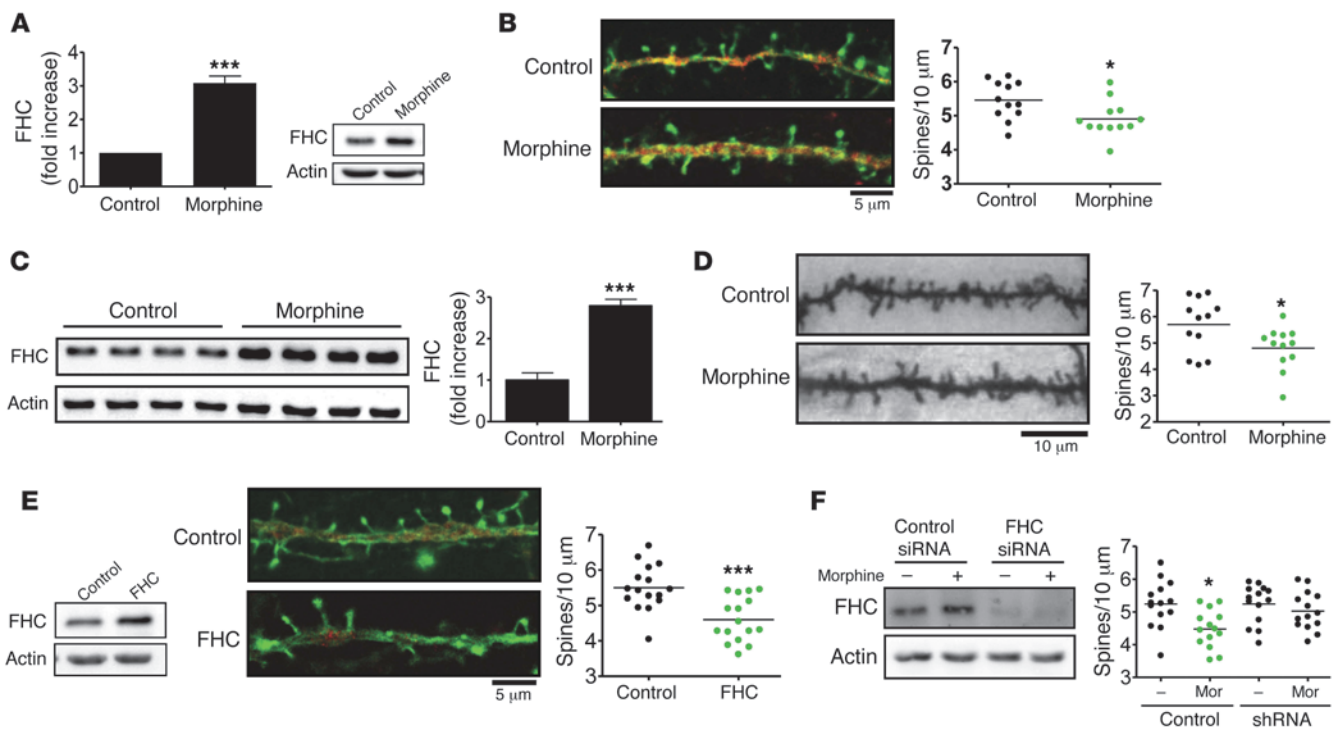 A
FHC
(fold increase)
4
3
2
1
0
***
Control
Morphine
Control
Morphine
FHC
Actin
B
Control
Morphine
5 μm
Spines/10 μm
7
6
5
4
3
*
Control
Morphine
C
Control
Morphine
FHC
Actin
FHC
(fold increase)
3
2
1
0
***
Control
Morphine
D
Control
Morphine
10 μm
Spines/10 μm
7
6
5
4
3
2
*
Control
Morphine
E
Control
FHC
FHC
Actin
Control
FHC
5 μm
Spines/10 μm
7
6
5
4
3
***
Control
FHC
F
Control
siRNA
FHC
siRNA
Morphine – + – +
FHC
Actin
Spines/10 μm
7
6
5
4
3
*
– Mor – Mor
Control shRNA